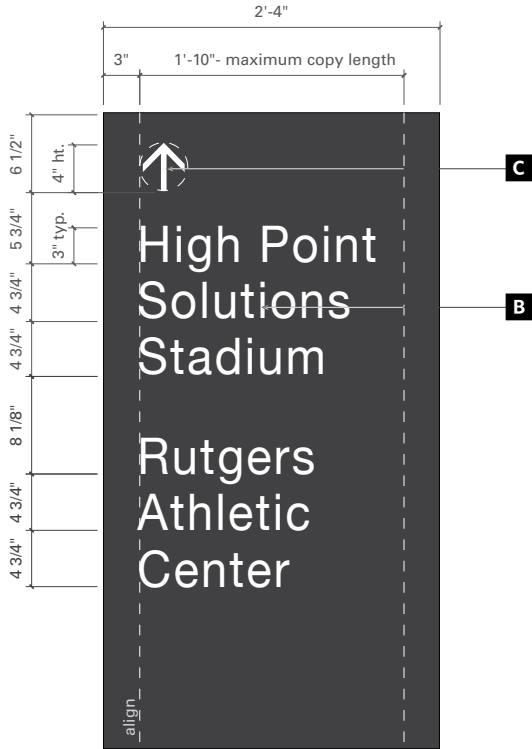 2'-4"
3"
1'-10"- maximum copy length
6 1/2"
4" ht.
C
5 3/4"
3" typ.
High Point
4 3/4"
Solutions
B
4 3/4"
Stadium
8 1/8"
Rutgers
4 3/4"
Athletic
4 3/4"
Center
align